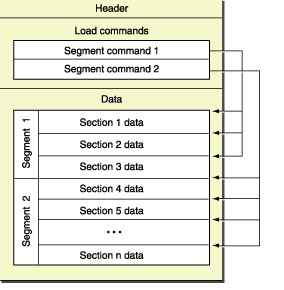 Header
Load commands
Segment command 1
Segment command 2
Data
Segment 1
Section 1 data
Section 2 data
Section 3 data
Segment 2
Section 4 data
Section 5 data
...
Section n data